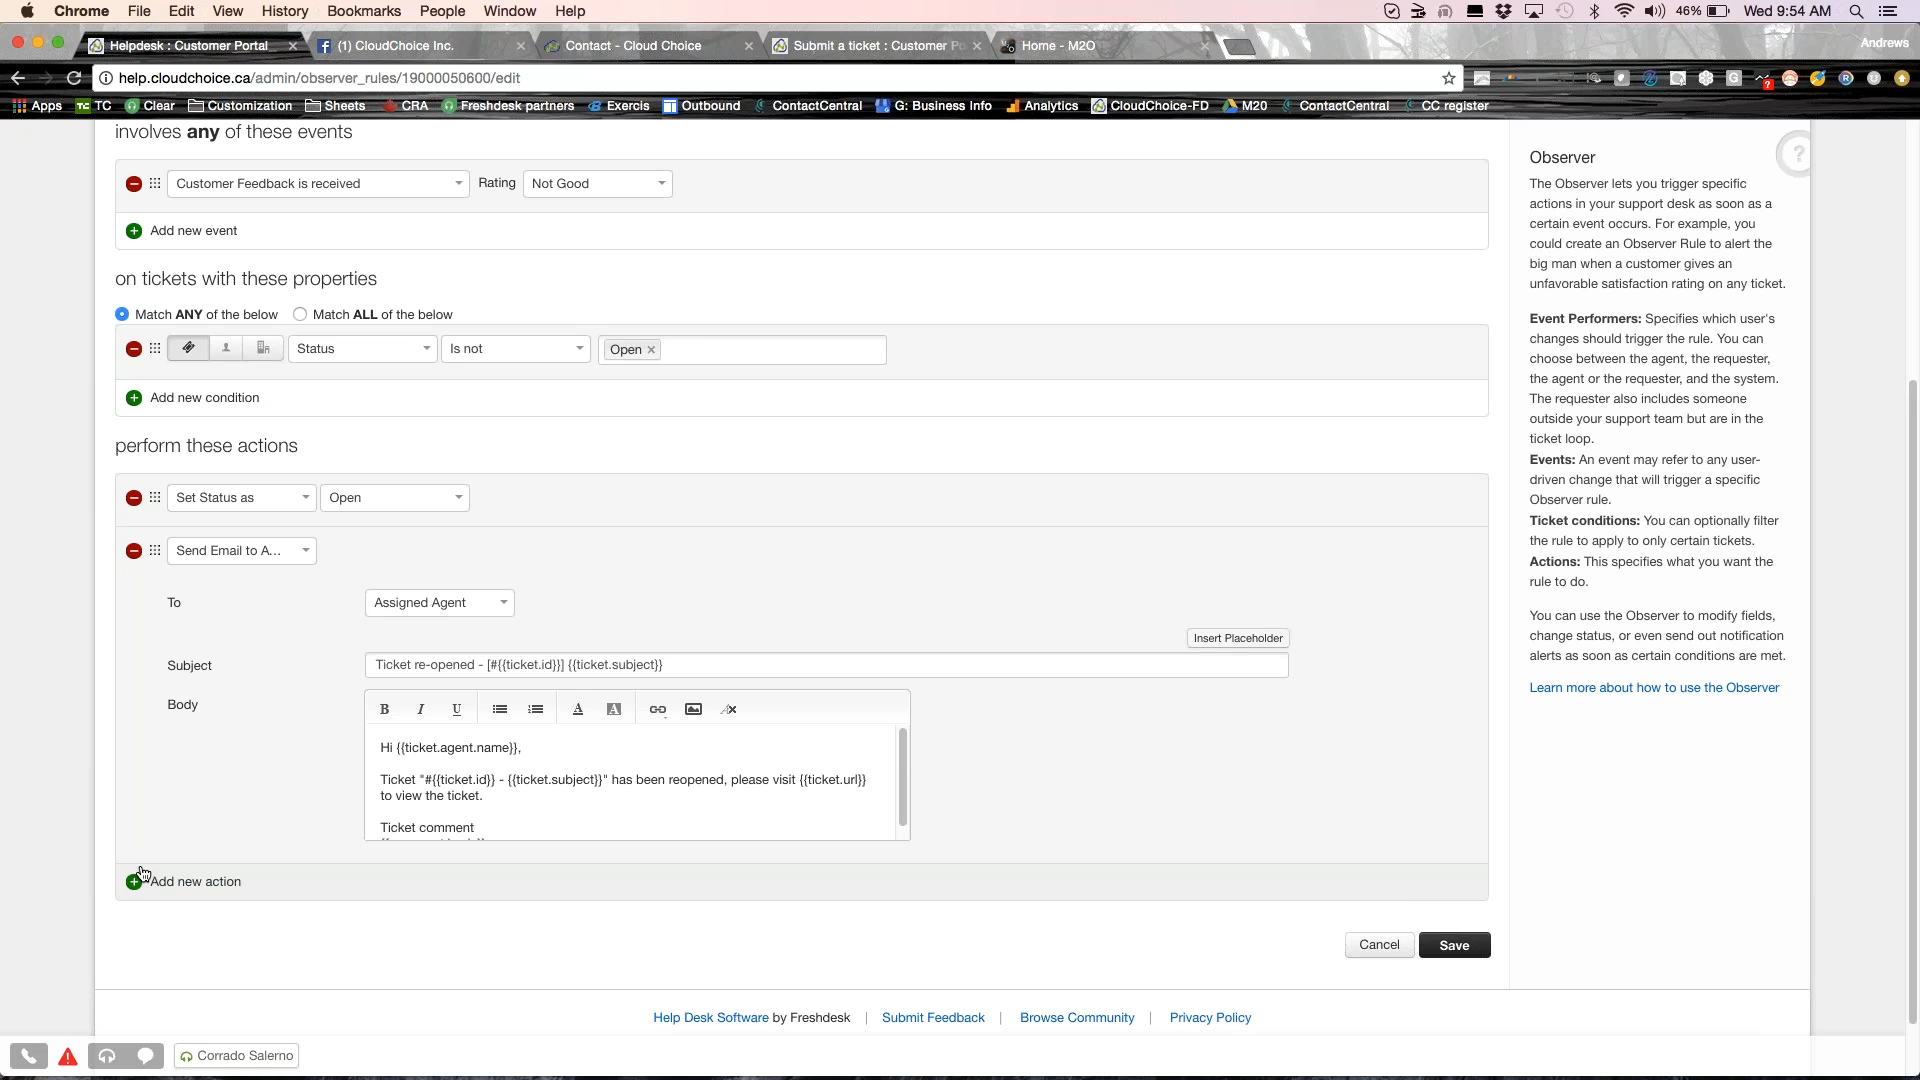 Chrome File Edit View History Bookmarks People Window Help 46% Wed 9:54 AM
Helpdesk : Customer Portal (1) CloudChoice Inc. Contact - Cloud Choice Submit a ticket : Customer Po Home - M2O Andrews
help.cloudchoice.ca/admin/observer_rules/19000050600/edit
Apps TC Clear Customization Sheets CRA Freshdesk partners Exercis Outbound ContactCentral G: Business Info Analytics CloudChoice-FD M20 ContactCentral CC register
involves any of these events
Customer Feedback is received Rating Not Good
Add new event
on tickets with these properties
Match ANY of the below Match ALL of the below
Status Is not Open
Add new condition
perform these actions
Set Status as Open
Send Email to A...
To Assigned Agent
Insert Placeholder
Subject Ticket re-opened - [#{{ticket.id}}] {{ticket.subject}}
Body B I U
Hi {{ticket.agent.name}},
Ticket "#{{ticket.id}} - {{ticket.subject}}" has been reopened, please visit {{ticket.url}}
to view the ticket.
Ticket comment
Add new action
Cancel Save
Observer
The Observer lets you trigger specific
actions in your support desk as soon as a
certain event occurs. For example, you
could create an Observer Rule to alert the
big man when a customer gives an
unfavorable satisfaction rating on any ticket.
Event Performers: Specifies which user's
changes should trigger the rule. You can
choose between the agent, the requester,
the agent or the requester, and the system.
The requester also includes someone
outside your support team but are in the
ticket loop.
Events: An event may refer to any user-
driven change that will trigger a specific
Observer rule.
Ticket conditions: You can optionally filter
the rule to apply to only certain tickets.
Actions: This specifies what you want the
rule to do.
You can use the Observer to modify fields,
change status, or even send out notification
alerts as soon as certain conditions are met.
Learn more about how to use the Observer
Help Desk Software by Freshdesk | Submit Feedback | Browse Community | Privacy Policy
Corrado Salerno